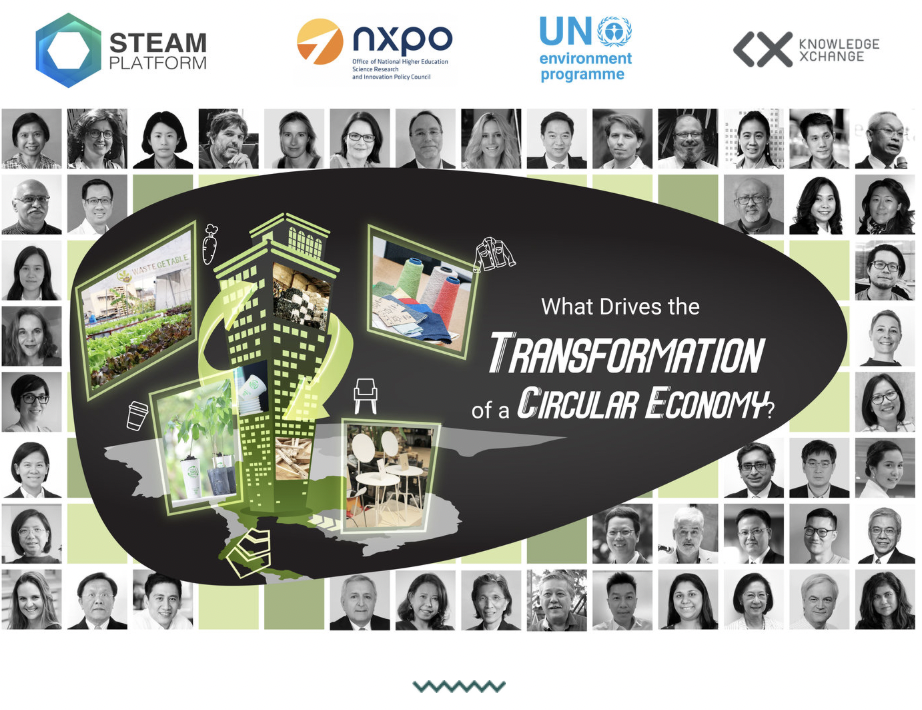 STEAM
PLATFORM
nxpo
Office of National Higher Education
Science Research
and Innovation Policy Council
UN
environment
programme
KNOWLEDGE
XCHANGE
WASTEGETABLE
What Drives the
TRANSFORMATION
of a CIRCULAR ECONOMY?